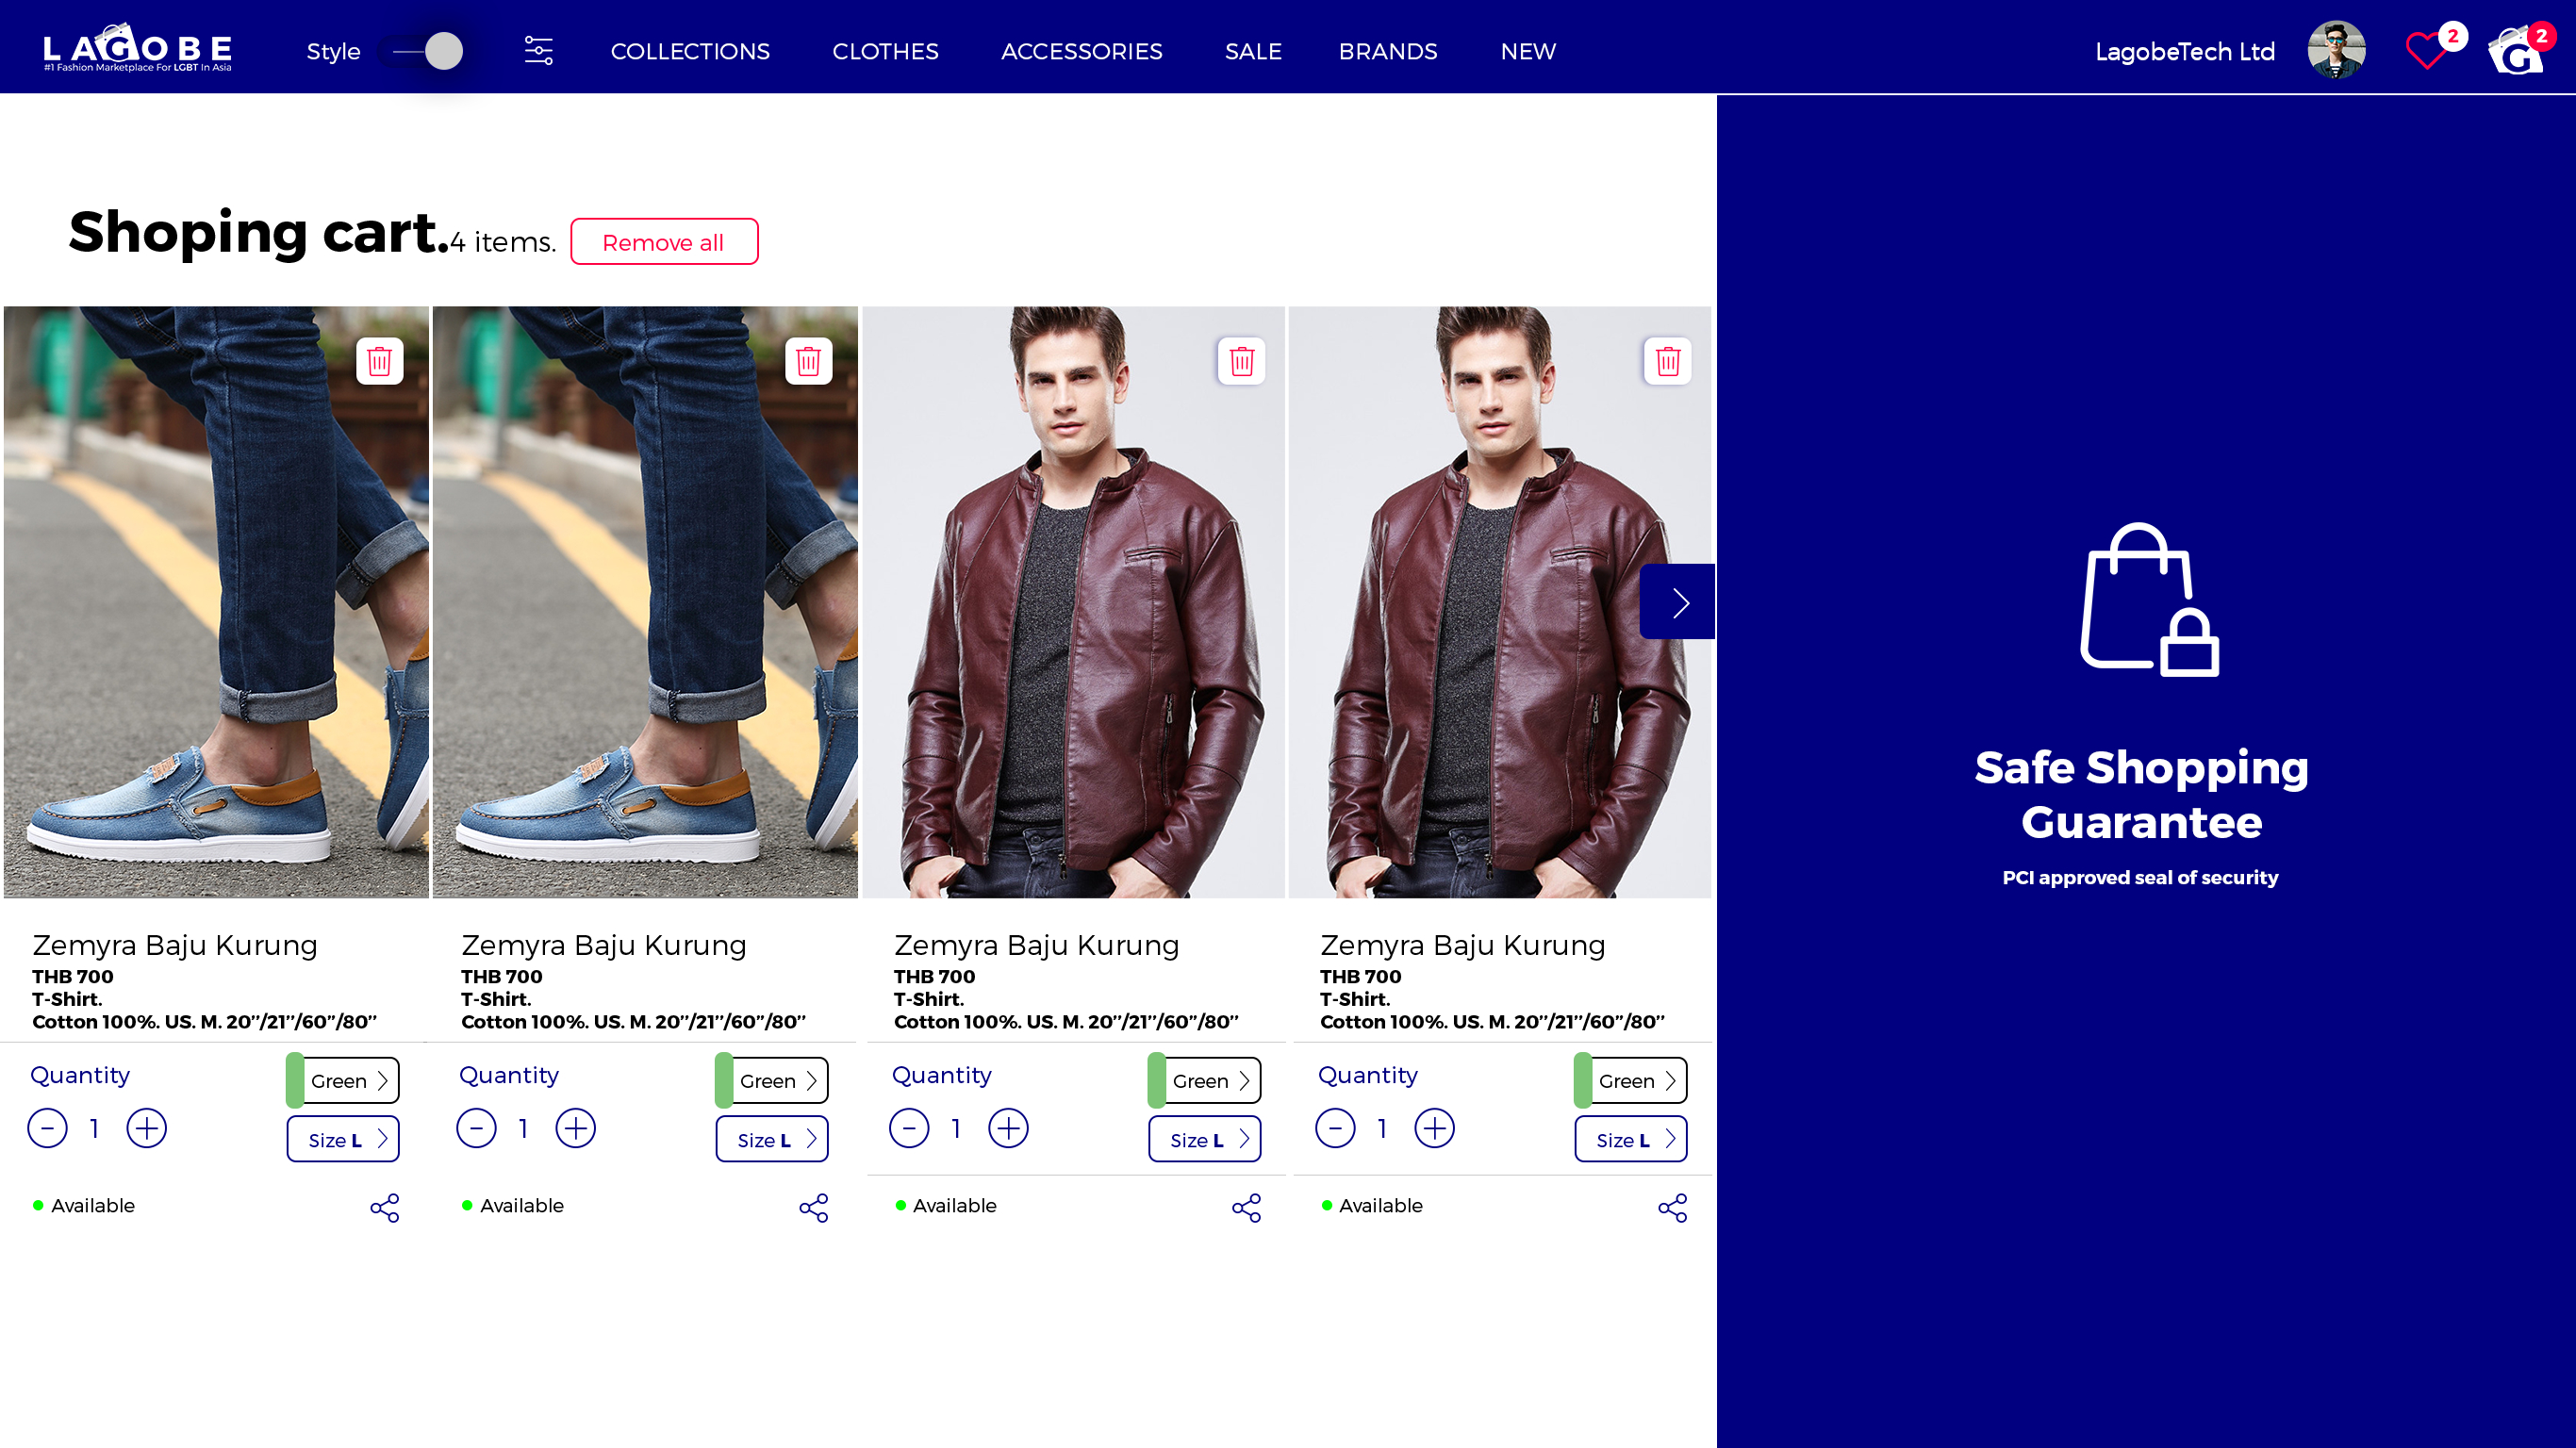 LAGOBE
#1 Fashion Marketplace For LGBT In Asia
Style
COLLECTIONS
CLOTHES
ACCESSORIES
SALE
BRANDS
NEW
LagobeTech Ltd
2
G
2
Shoping cart.
4 items.
Remove all
Zemyra Baju Kurung
THB 700
T-Shirt.
Cotton 100%. US. M. 20’’/21’’/60’’/80’’
Quantity
Green
- 1 +
Size L
Available
Zemyra Baju Kurung
THB 700
T-Shirt.
Cotton 100%. US. M. 20’’/21’’/60’’/80’’
Quantity
Green
- 1 +
Size L
Available
Zemyra Baju Kurung
THB 700
T-Shirt.
Cotton 100%. US. M. 20’’/21’’/60’’/80’’
Quantity
Green
- 1 +
Size L
Available
Zemyra Baju Kurung
THB 700
T-Shirt.
Cotton 100%. US. M. 20’’/21’’/60’’/80’’
Quantity
Green
- 1 +
Size L
Available
Safe Shopping
Guarantee
PCI approved seal of security